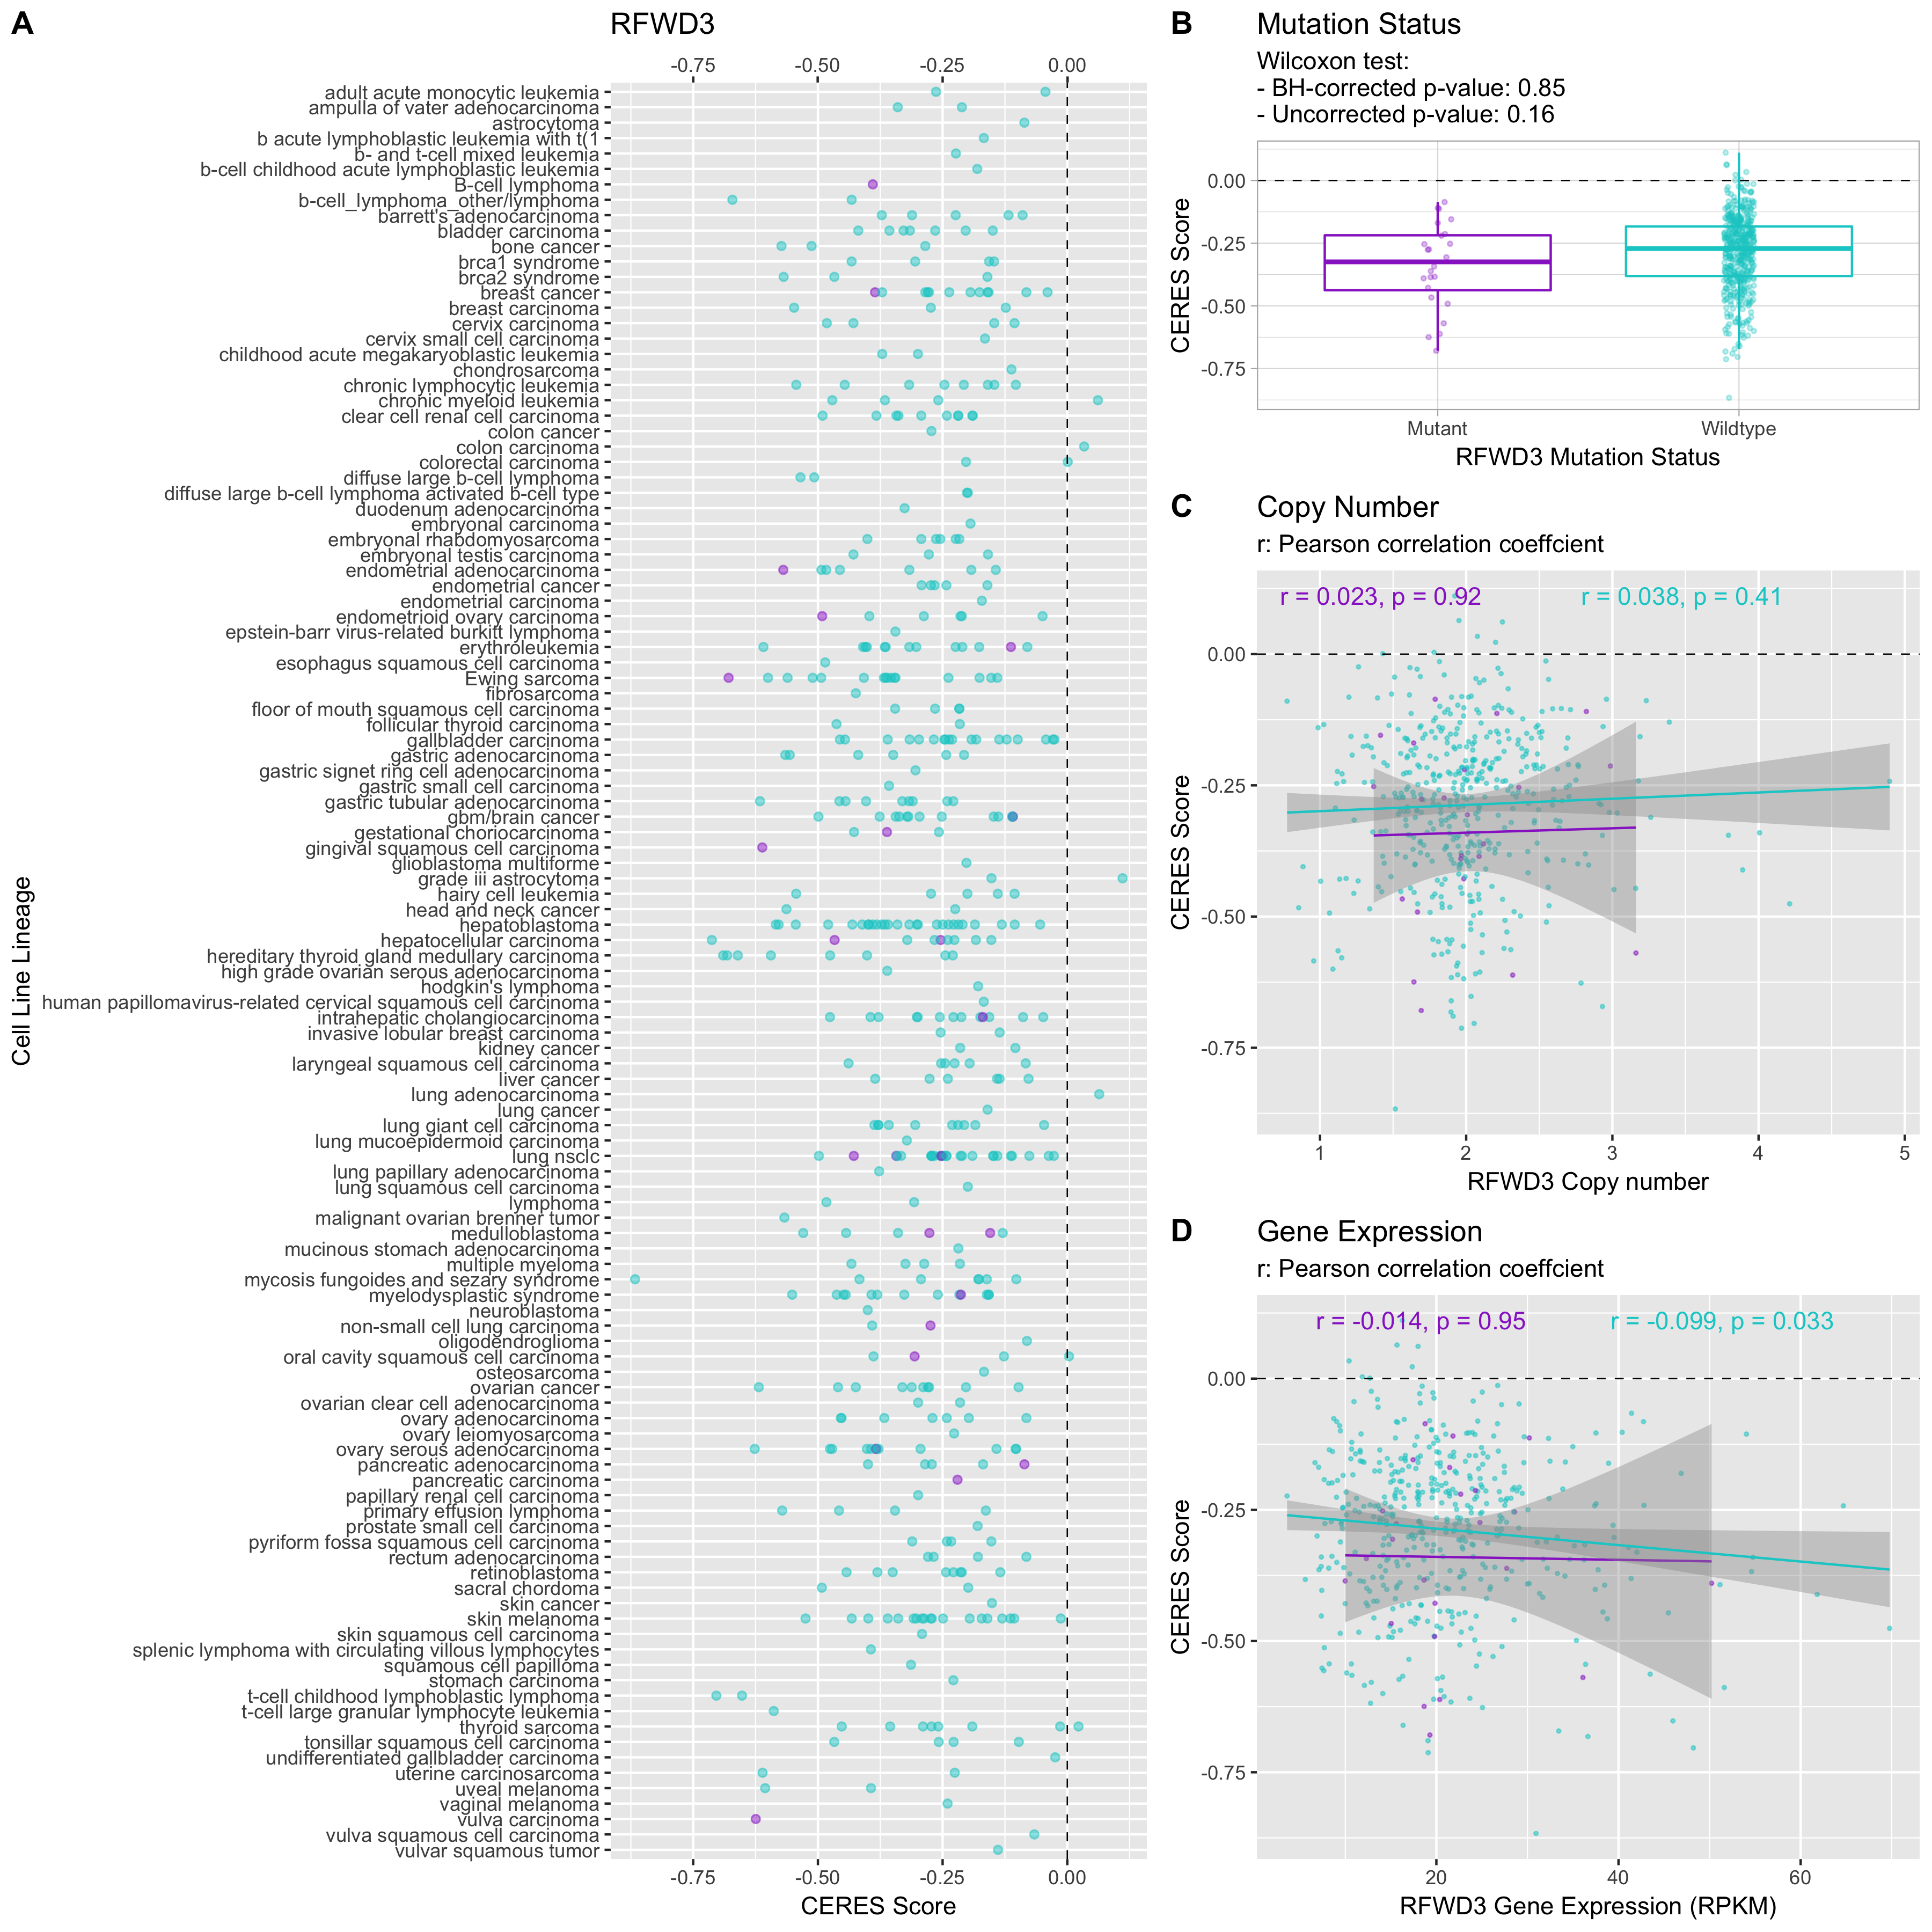 A
RFWD3
-0.75 -0.50 -0.25 0.00
adult acute monocytic leukemia
ampulla of vater adenocarcinoma
astrocytoma
b acute lymphoblastic leukemia with t(1
b- and t-cell mixed leukemia
b-cell childhood acute lymphoblastic leukemia
B-cell lymphoma
b-cell_lymphoma_other/lymphoma
barrett's adenocarcinoma
bladder carcinoma
bone cancer
brca1 syndrome
brca2 syndrome
breast cancer
breast carcinoma
cervix carcinoma
cervix small cell carcinoma
childhood acute megakaryoblastic leukemia
chondrosarcoma
chronic lymphocytic leukemia
chronic myeloid leukemia
clear cell renal cell carcinoma
colon cancer
colon carcinoma
colorectal carcinoma
diffuse large b-cell lymphoma
diffuse large b-cell lymphoma activated b-cell type
duodenum adenocarcinoma
embryonal carcinoma
embryonal rhabdomyosarcoma
embryonal testis carcinoma
endometrial adenocarcinoma
endometrial cancer
endometrial carcinoma
endometrioid ovary carcinoma
epstein-barr virus-related burkitt lymphoma
erythroleukemia
esophagus squamous cell carcinoma
Ewing sarcoma
fibrosarcoma
floor of mouth squamous cell carcinoma
follicular thyroid carcinoma
gallbladder carcinoma
gastric adenocarcinoma
gastric signet ring cell adenocarcinoma
gastric small cell carcinoma
gastric tubular adenocarcinoma
gbm/brain cancer
gestational choriocarcinoma
gingival squamous cell carcinoma
glioblastoma multiforme
grade iii astrocytoma
hairy cell leukemia
head and neck cancer
hepatoblastoma
hepatocellular carcinoma
hereditary thyroid gland medullary carcinoma
high grade ovarian serous adenocarcinoma
hodgkin's lymphoma
human papillomavirus-related cervical squamous cell carcinoma
intrahepatic cholangiocarcinoma
invasive lobular breast carcinoma
kidney cancer
laryngeal squamous cell carcinoma
liver cancer
lung adenocarcinoma
lung cancer
lung giant cell carcinoma
lung mucoepidermoid carcinoma
lung nsclc
lung papillary adenocarcinoma
lung squamous cell carcinoma
lymphoma
malignant ovarian brenner tumor
medulloblastoma
mucinous stomach adenocarcinoma
multiple myeloma
mycosis fungoides and sezary syndrome
myelodysplastic syndrome
neuroblastoma
non-small cell lung carcinoma
oligodendroglioma
oral cavity squamous cell carcinoma
osteosarcoma
ovarian cancer
ovarian clear cell adenocarcinoma
ovary adenocarcinoma
ovary leiomyosarcoma
ovary serous adenocarcinoma
pancreatic adenocarcinoma
pancreatic carcinoma
papillary renal cell carcinoma
primary effusion lymphoma
prostate small cell carcinoma
pyriform fossa squamous cell carcinoma
rectum adenocarcinoma
retinoblastoma
sacral chordoma
skin cancer
skin melanoma
skin squamous cell carcinoma
splenic lymphoma with circulating villous lymphocytes
squamous cell papilloma
stomach carcinoma
t-cell childhood lymphoblastic lymphoma
t-cell large granular lymphocyte leukemia
thyroid sarcoma
tonsillar squamous cell carcinoma
undifferentiated gallbladder carcinoma
uterine carcinosarcoma
uveal melanoma
vaginal melanoma
vulva carcinoma
vulva squamous cell carcinoma
vulvar squamous tumor
-0.75 -0.50 -0.25 0.00
CERES Score
Cell Line Lineage
B
Mutation Status
Wilcoxon test:
- BH-corrected p-value: 0.85
- Uncorrected p-value: 0.16
0.00
-0.25
-0.50
-0.75
CERES Score
Mutant Wildtype
RFWD3 Mutation Status
C
Copy Number
r: Pearson correlation coeffcient
r = 0.023, p = 0.92 r = 0.038, p = 0.41
0.00
-0.25
-0.50
-0.75
CERES Score
1 2 3 4 5
RFWD3 Copy number
D
Gene Expression
r: Pearson correlation coeffcient
r = -0.014, p = 0.95 r = -0.099, p = 0.033
0.00
-0.25
-0.50
-0.75
CERES Score
20 40 60
RFWD3 Gene Expression (RPKM)